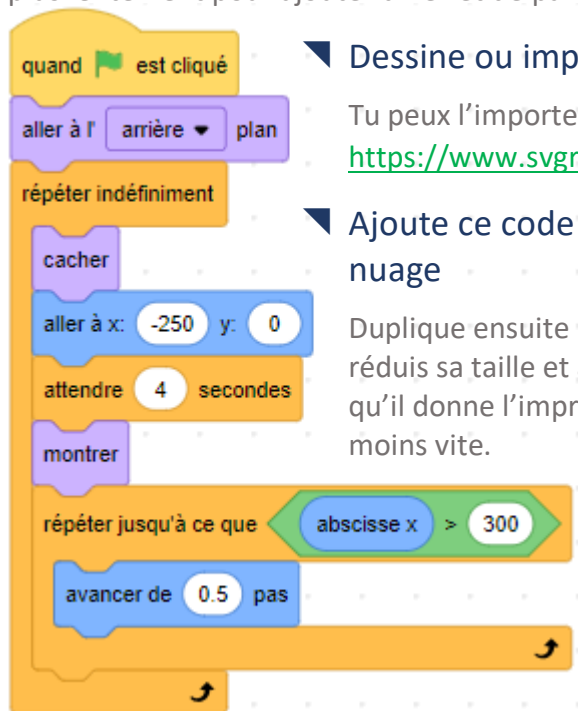 quand est cliqué
aller à l' arrière plan
répéter indéfiniment
cacher
aller à x: -250 y: 0
attendre 4 secondes
montrer
répéter jusqu'à ce que abscisse x > 300
avancer de 0.5 pas
Dessine ou imp
Tu peux l'importe
https://www.svgr
Ajoute ce code
nuage
Duplique ensuite
réduis sa taille et
qu'il donne l'impr
moins vite.